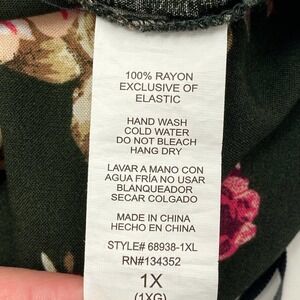 100% RAYON
EXCLUSIVE OF
ELASTIC
HAND WASH
COLD WATER
DO NOT BLEACH
HANG DRY
LAVAR A MANO CON
AGUA FRÍA NO USAR
BLANQUEADOR
SECAR COLGADO
MADE IN CHINA
HECHO EN CHINA
STYLE# 68938-1XL
RN#134352
1X
(1XG)